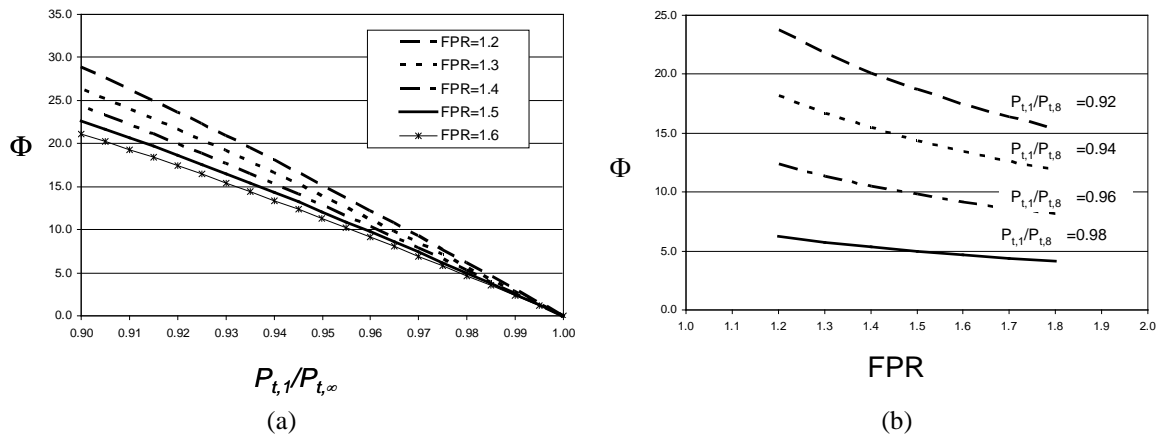 35.0
30.0
25.0
20.0
15.0
10.0
5.0
0.0
Φ
FPR=1.2
FPR=1.3
FPR=1.4
FPR=1.5
FPR=1.6
0.90 0.91 0.92 0.93 0.94 0.95 0.96 0.97 0.98 0.99 1.00
P_{t,1}/P_{t,∞}
(a)
25.0
20.0
15.0
10.0
5.0
0.0
Φ
P_{t,1}/P_{t,8} =0.92
P_{t,1}/P_{t,8} =0.94
P_{t,1}/P_{t,8} =0.96
P_{t,1}/P_{t,8} =0.98
1.0 1.1 1.2 1.3 1.4 1.5 1.6 1.7 1.8 1.9 2.0
FPR
(b)